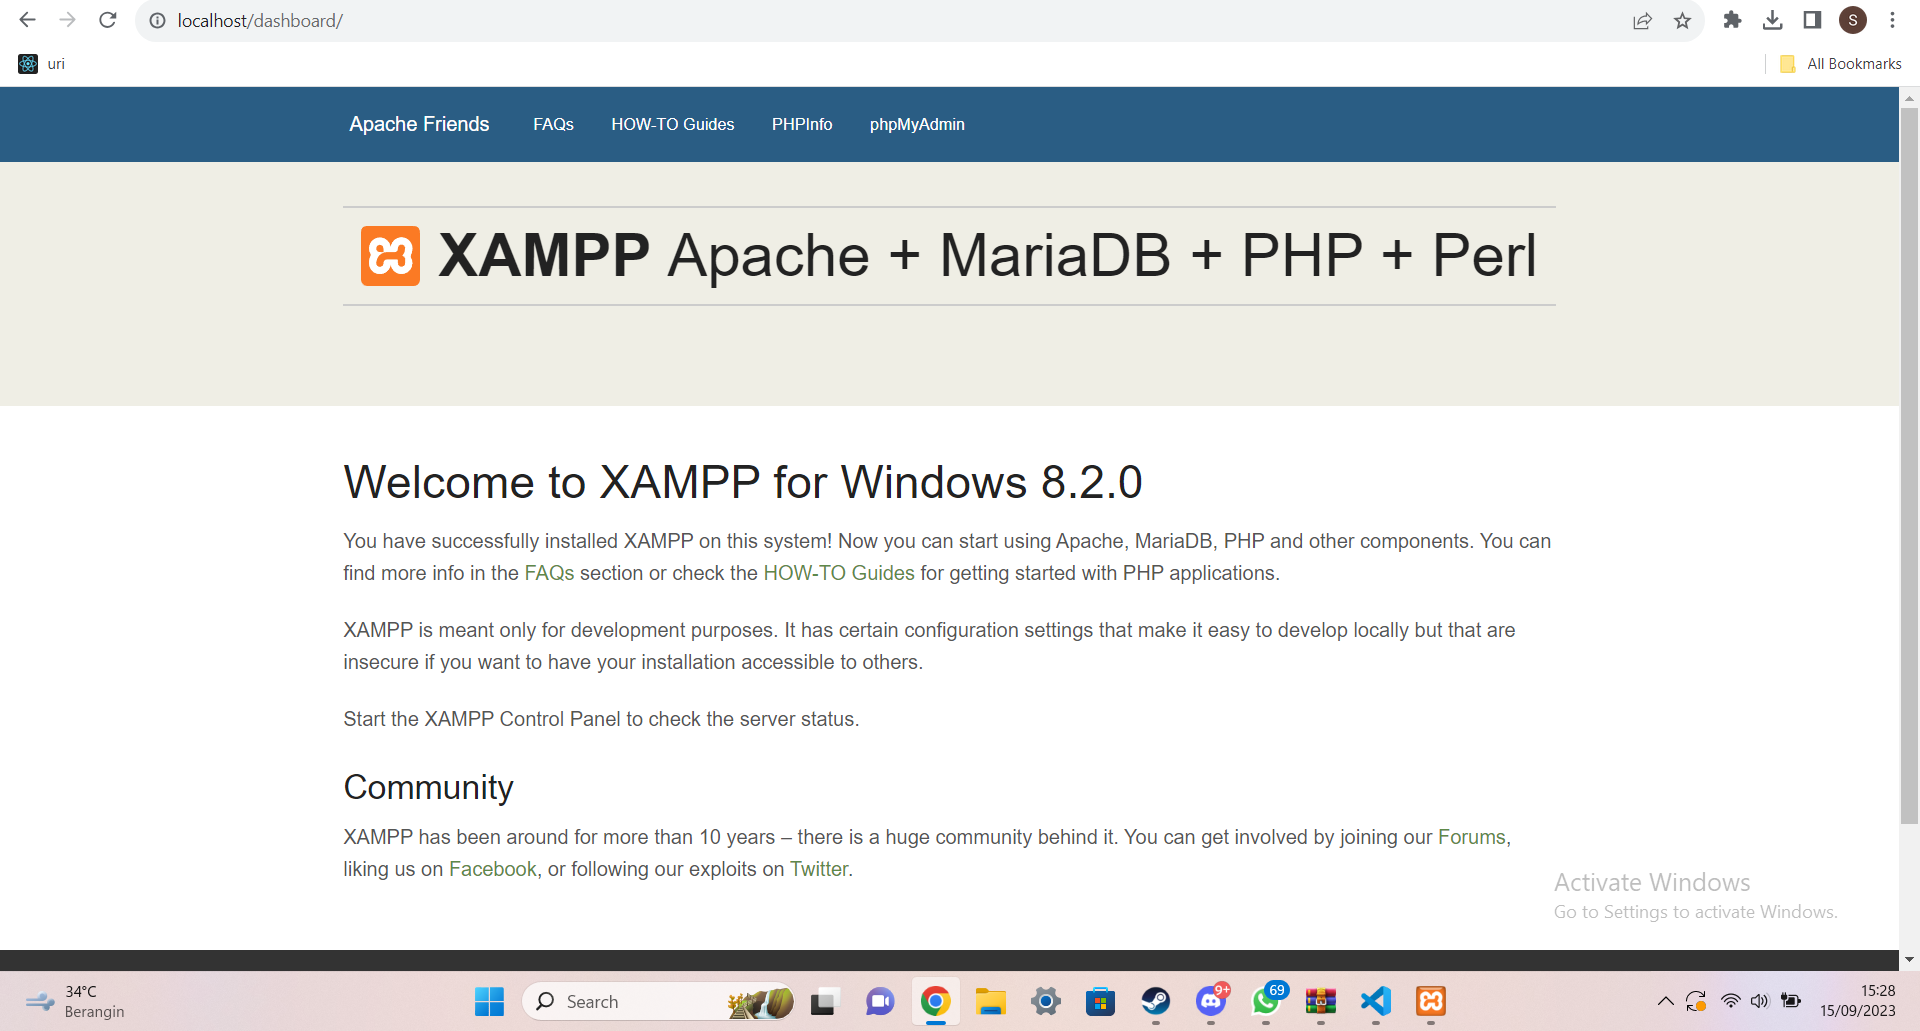 localhost/dashboard/
S
uri
All Bookmarks
Apache Friends
FAQs
HOW-TO Guides
PHPInfo
phpMyAdmin
XAMPP Apache + MariaDB + PHP + Perl
Welcome to XAMPP for Windows 8.2.0
You have successfully installed XAMPP on this system! Now you can start using Apache, MariaDB, PHP and other components. You can
find more info in the FAQs section or check the HOW-TO Guides for getting started with PHP applications.
XAMPP is meant only for development purposes. It has certain configuration settings that make it easy to develop locally but that are
insecure if you want to have your installation accessible to others.
Start the XAMPP Control Panel to check the server status.
Community
XAMPP has been around for more than 10 years – there is a huge community behind it. You can get involved by joining our Forums,
liking us on Facebook, or following our exploits on Twitter.
Activate Windows
Go to Settings to activate Windows.
34°C
Berangin
Search
9+
69
15:28
15/09/2023